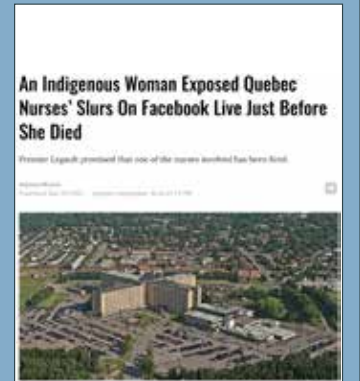 An Indigenous Woman Exposed Quebec
Nurses' Slurs On Facebook Live Just Before
She Died
Premier Legault promised that one of the nurses involved has been fired.